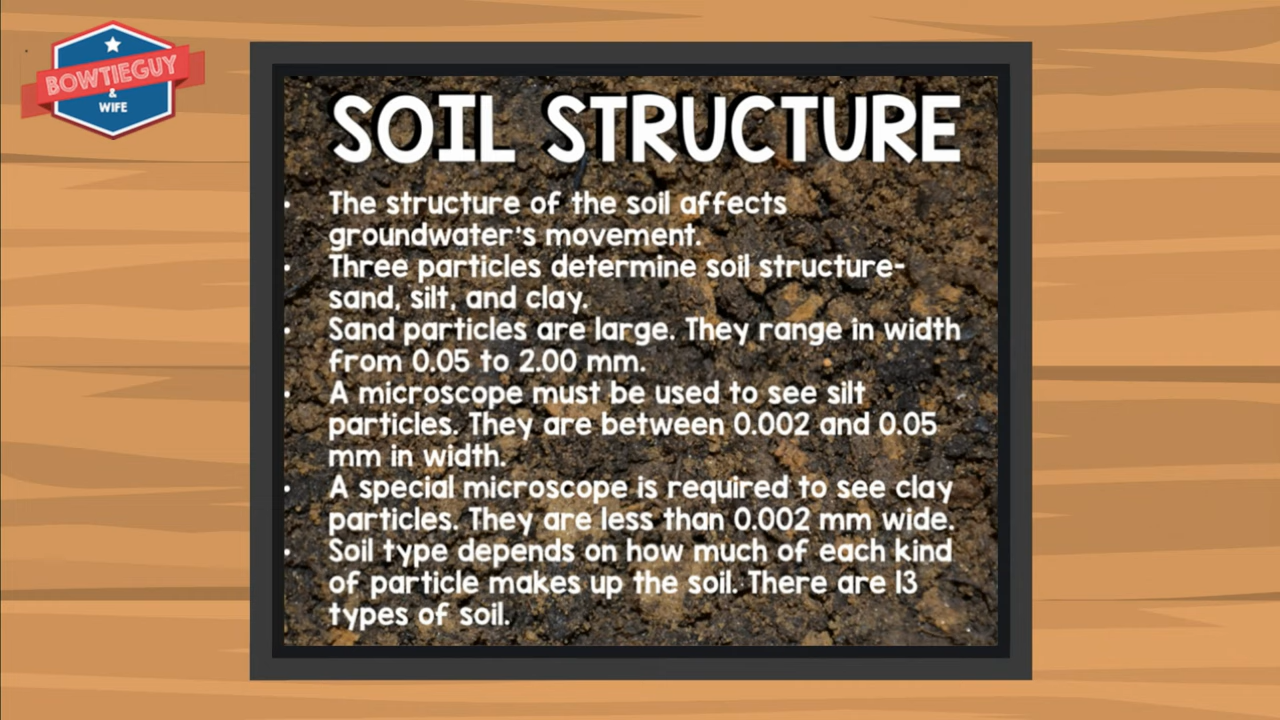 BOWTIEGUY
&
WIFE
SOIL STRUCTURE
• The structure of the soil affects
groundwater's movement.
• Three particles determine soil structure-
sand, silt, and clay.
• Sand particles are large. They range in width
from 0.05 to 2.00 mm.
• A microscope must be used to see silt
particles. They are between 0.002 and 0.05
mm in width.
• A special microscope is required to see clay
particles. They are less than 0.002 mm wide.
• Soil type depends on how much of each kind
of particle makes up the soil. There are 13
types of soil.